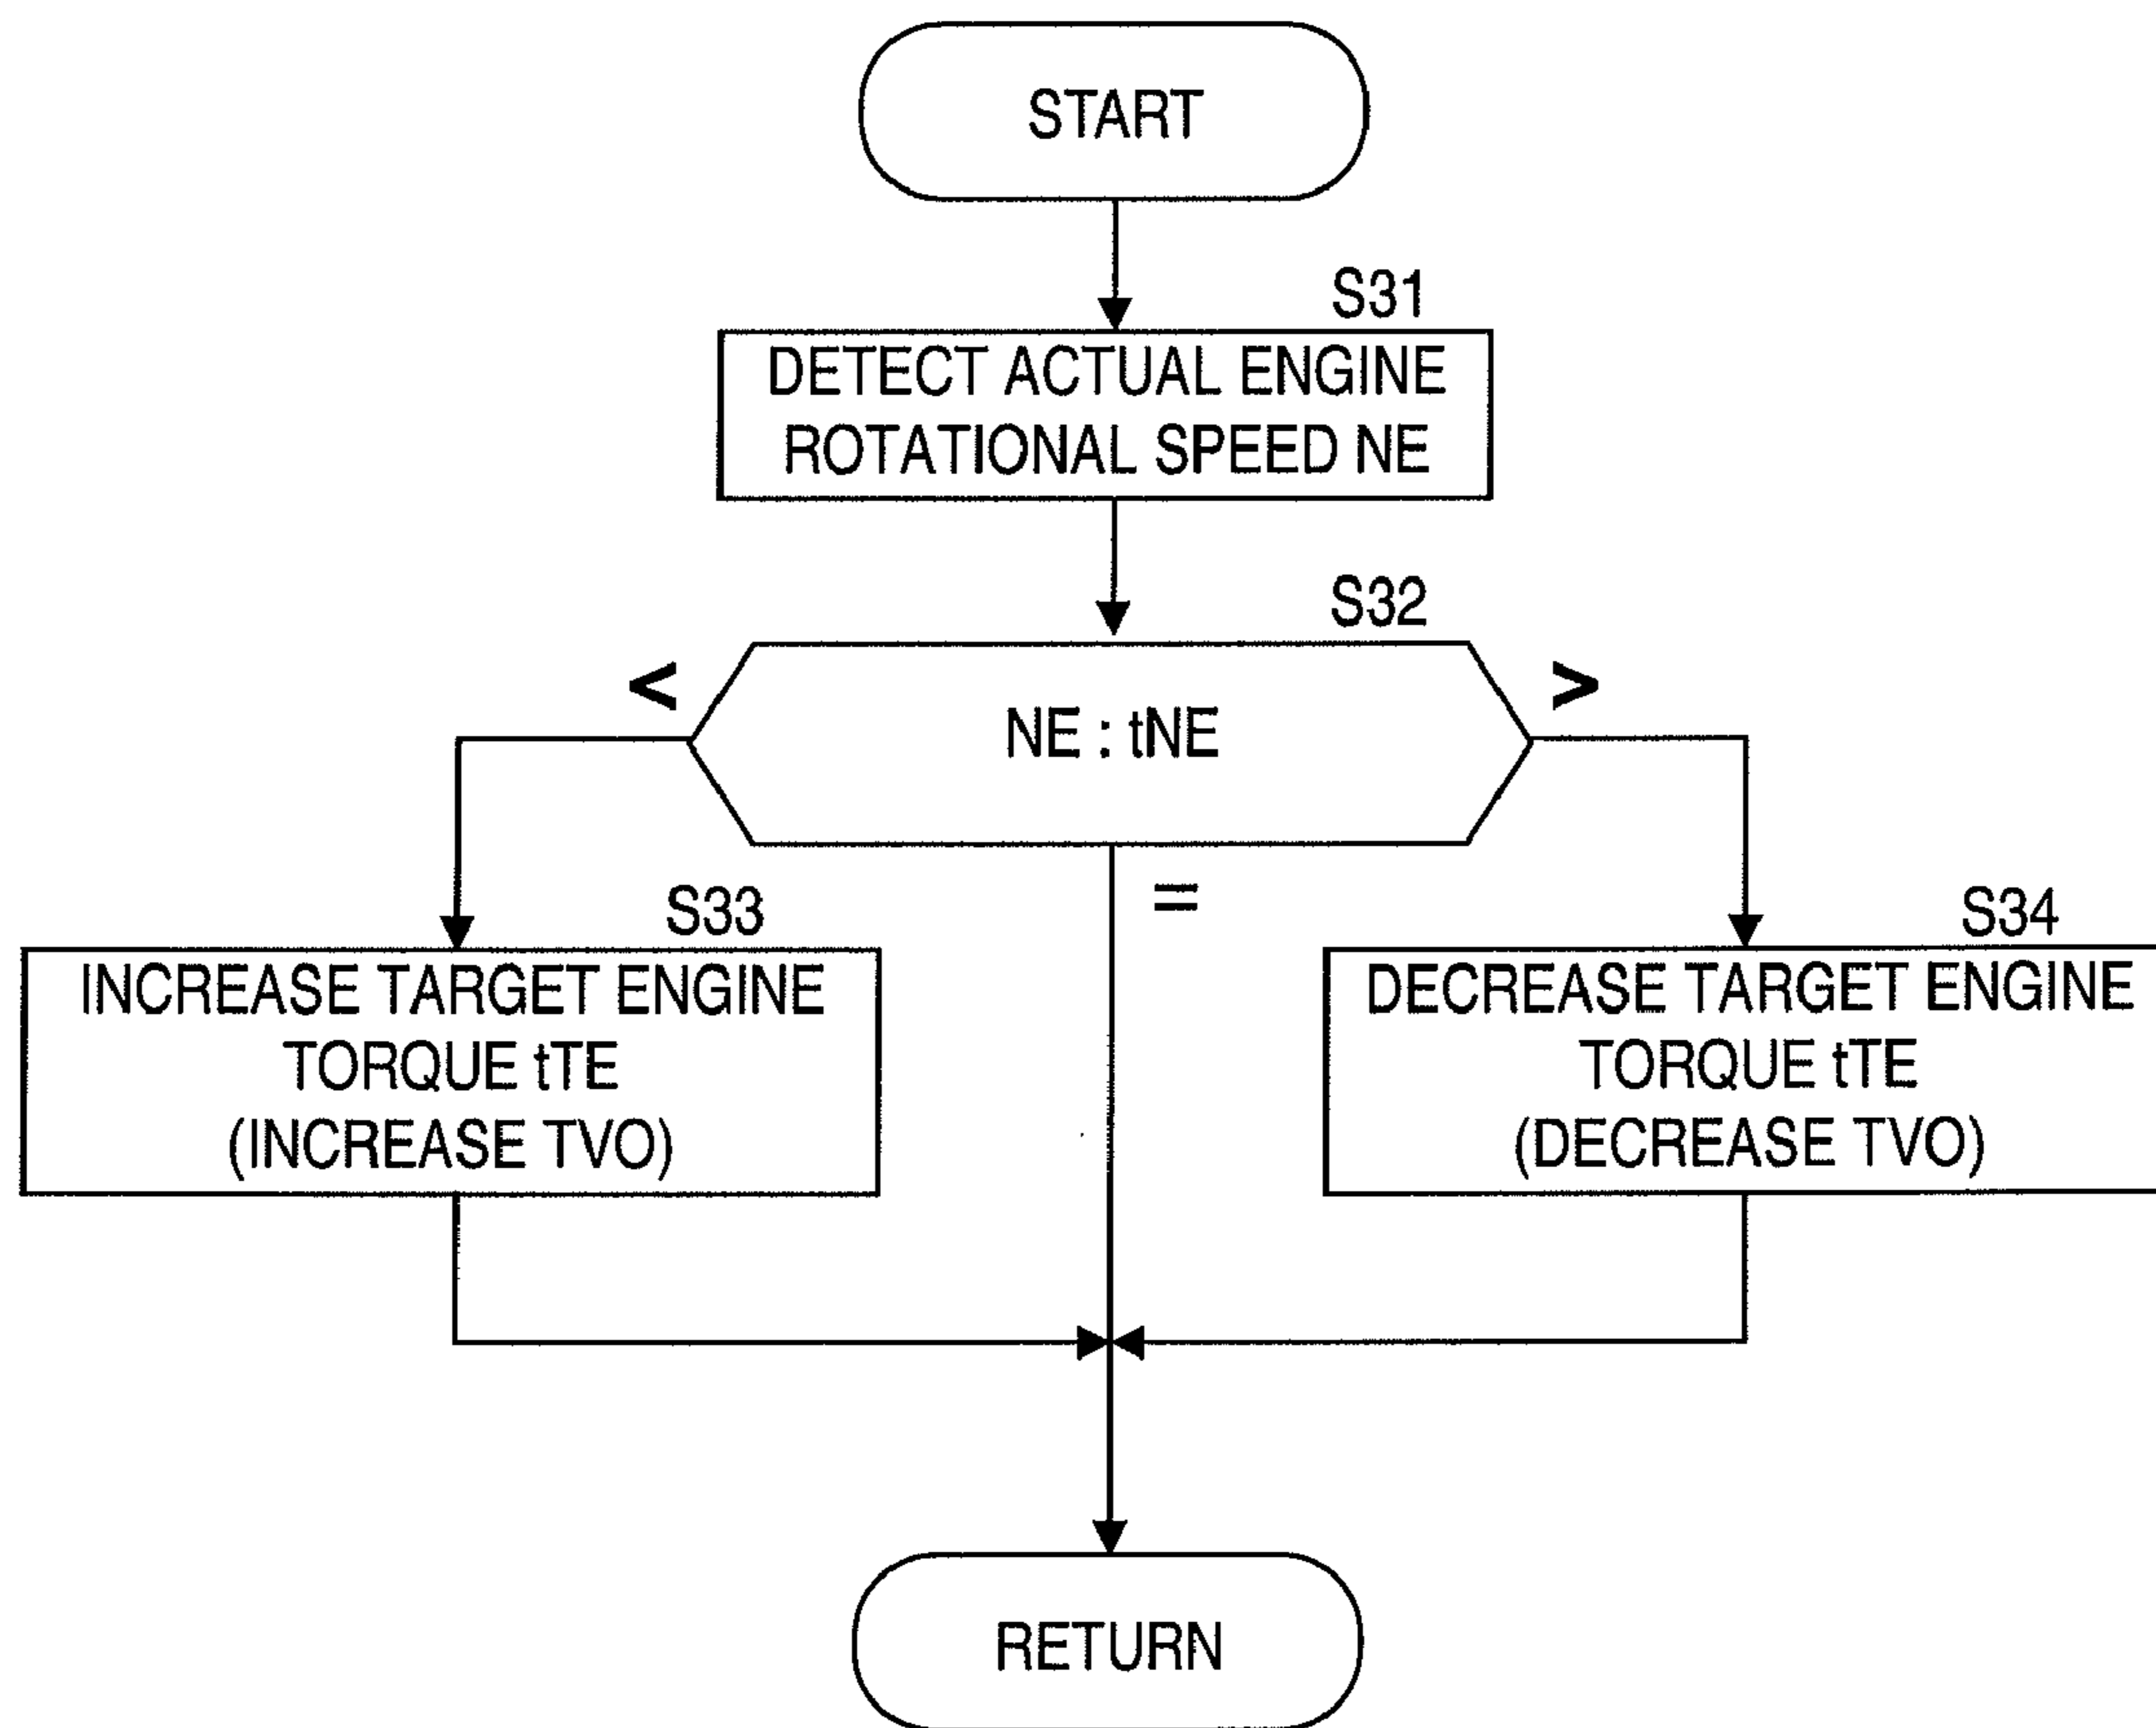 START
S31
DETECT ACTUAL ENGINE
ROTATIONAL SPEED NE
S32
<
>
NE : tNE
=
S33
INCREASE TARGET ENGINE
TORQUE tTE
(INCREASE TVO)
S34
DECREASE TARGET ENGINE
TORQUE tTE
(DECREASE TVO)
RETURN